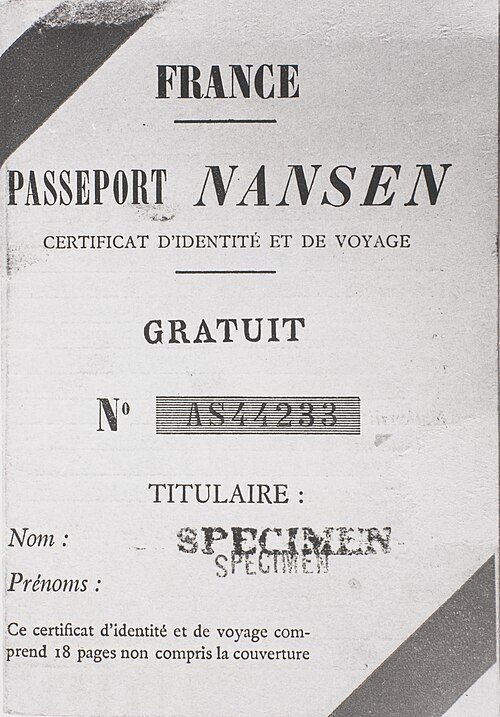 FRANCE
PASSEPORT NANSEN
CERTIFICAT D'IDENTITÉ ET DE VOYAGE
GRATUIT
Nº AS44233
TITULAIRE :
Nom : SPECIMEN
SPECIMEN
Prénoms :
Ce certificat d'identité et de voyage com-
prend 18 pages non compris la couverture